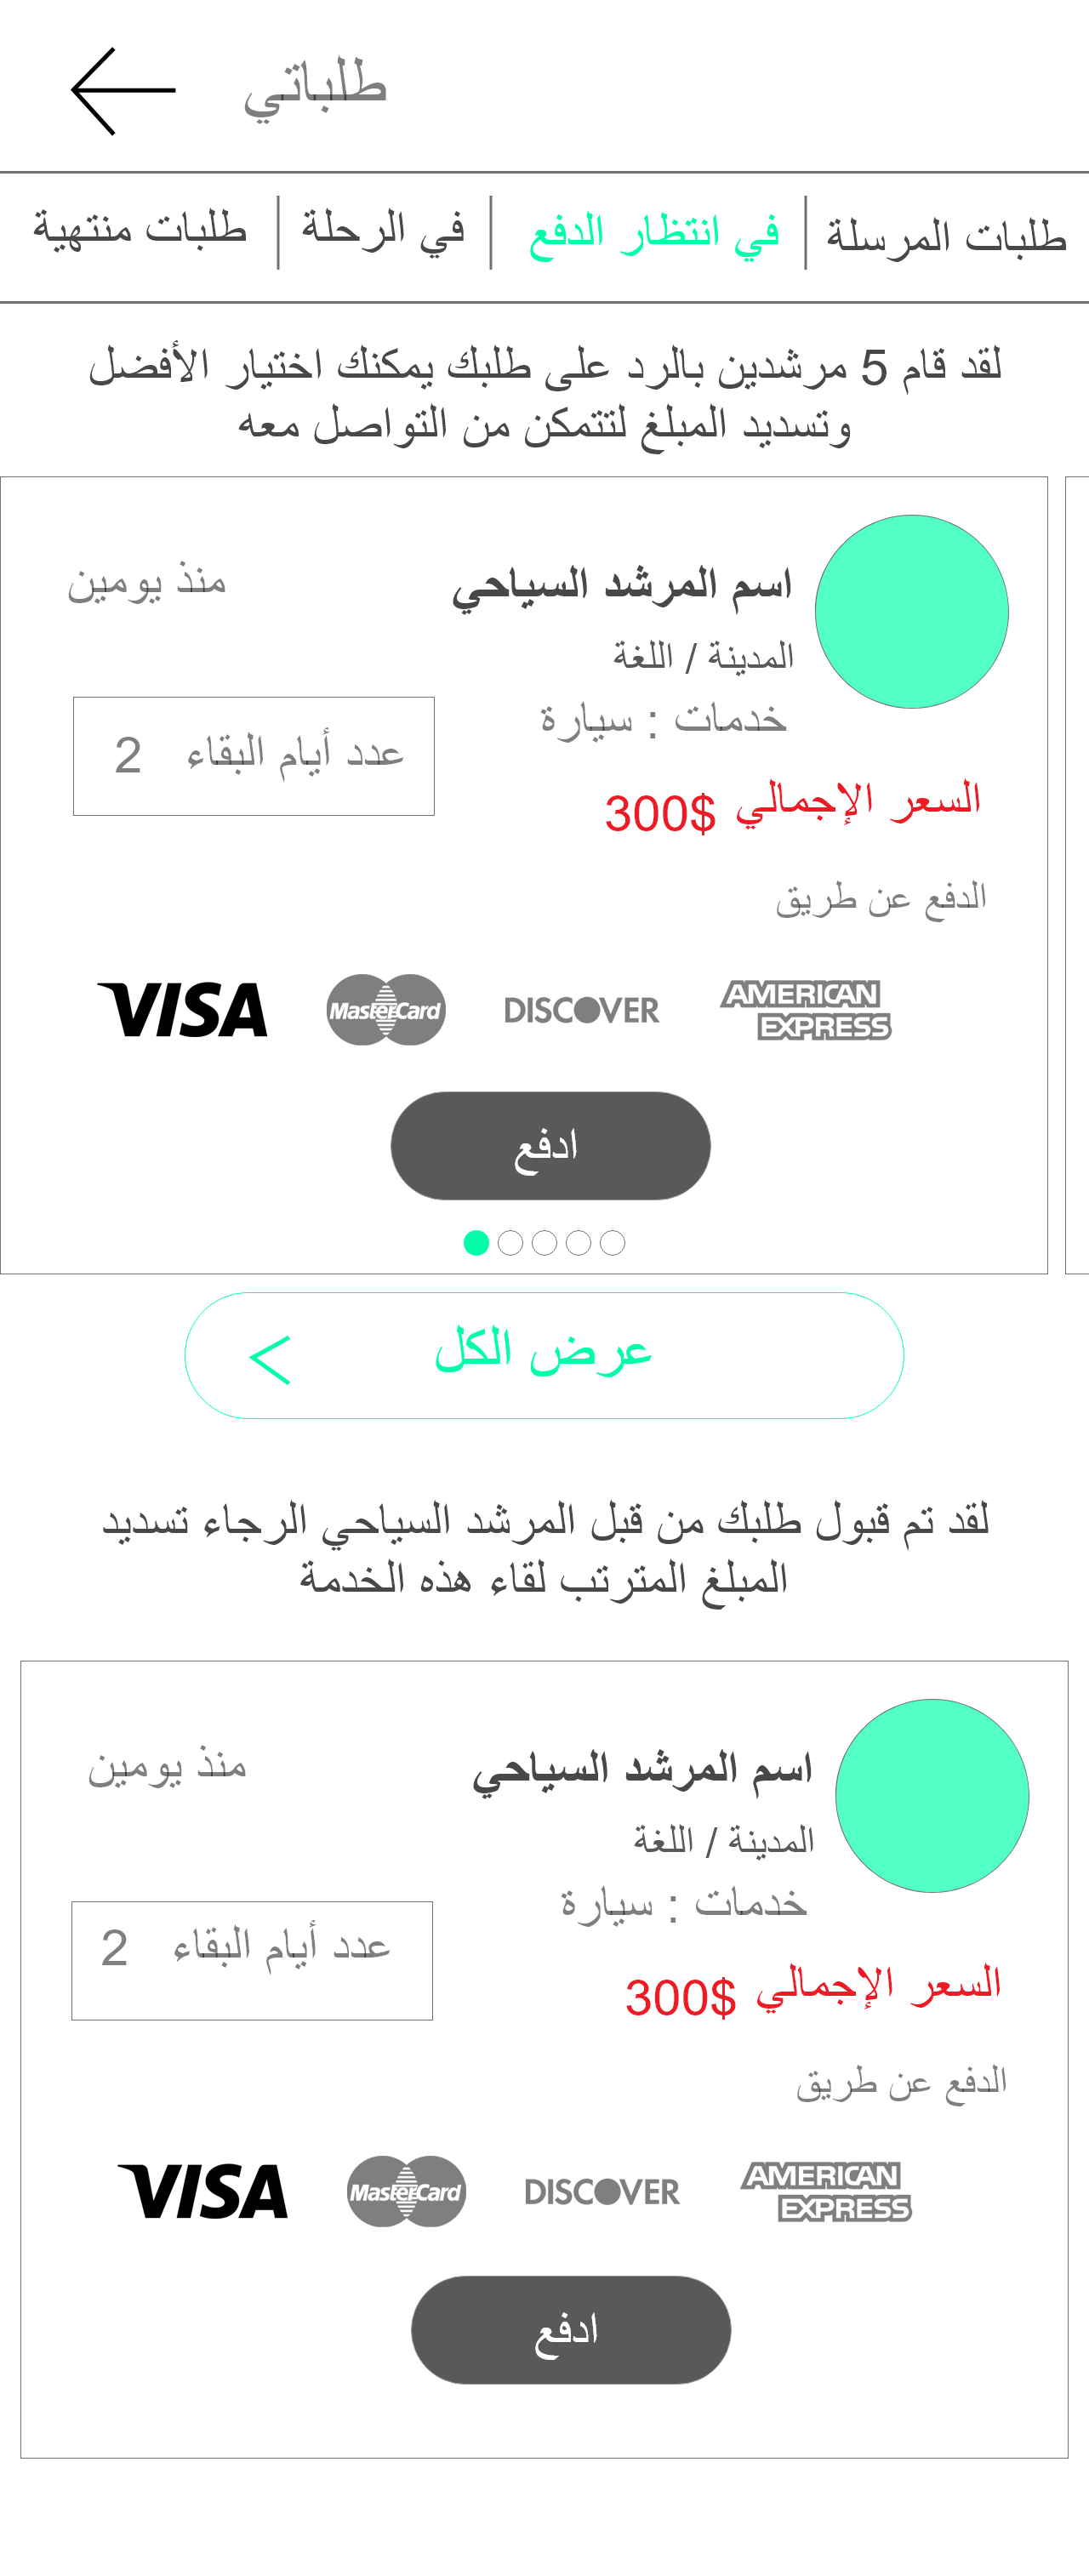 طلباتي
طلبات المرسلة
في انتظار الدفع
في الرحلة
طلبات منتهية
لقد قام 5 مرشدين بالرد على طلبك يمكنك اختيار الأفضل
وتسديد المبلغ لتتمكن من التواصل معه
اسم المرشد السياحي
منذ يومين
المدينة / اللغة
خدمات : سيارة
عدد أيام البقاء 2
السعر الإجمالي 300$
الدفع عن طريق
VISA MasterCard DISCOVER AMERICAN EXPRESS
ادفع
عرض الكل
لقد تم قبول طلبك من قبل المرشد السياحي الرجاء تسديد
المبلغ المترتب لقاء هذه الخدمة
اسم المرشد السياحي
منذ يومين
المدينة / اللغة
خدمات : سيارة
عدد أيام البقاء 2
السعر الإجمالي 300$
الدفع عن طريق
VISA MasterCard DISCOVER AMERICAN EXPRESS
ادفع